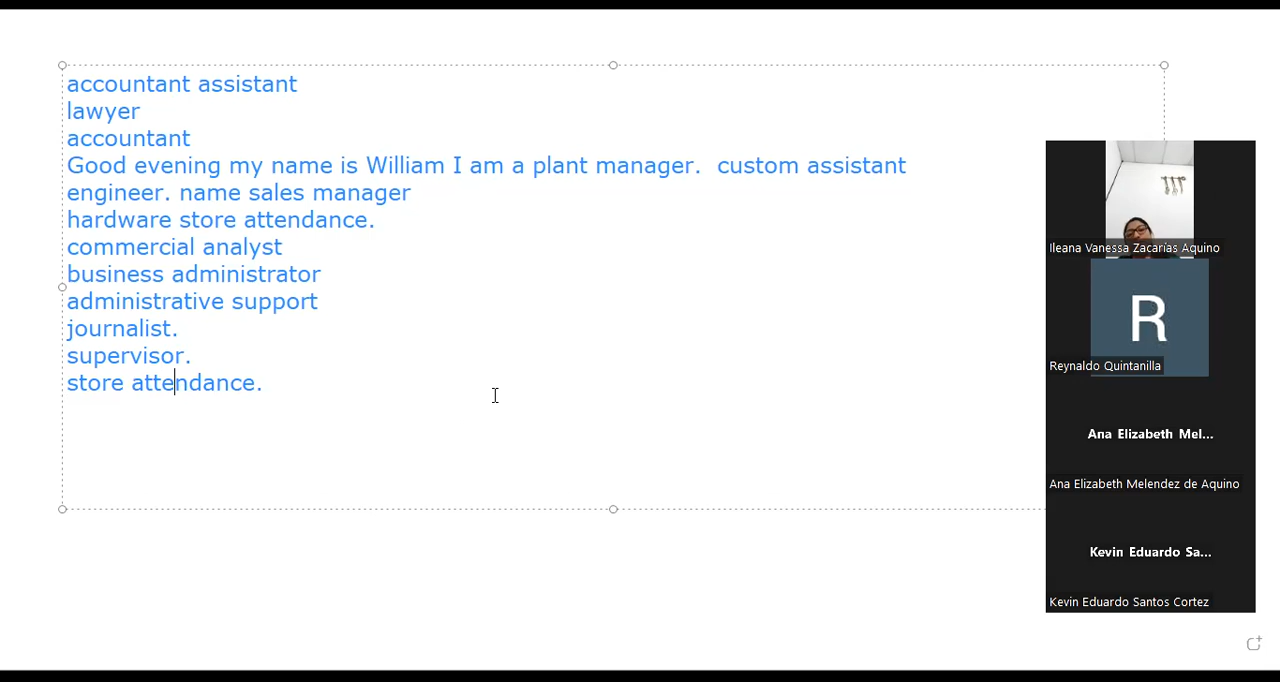 accountant assistant
lawyer
accountant
Good evening my name is William I am a plant manager.  custom assistant
engineer. name sales manager
hardware store attendance.
commercial analyst
business administrator
administrative support
journalist.
supervisor.
store attendance.
Ileana Vanessa Zacarías Aquino
R
Reynaldo Quintanilla
Ana Elizabeth Mel...
Ana Elizabeth Melendez de Aquino
Kevin Eduardo Sa...
Kevin Eduardo Santos Cortez